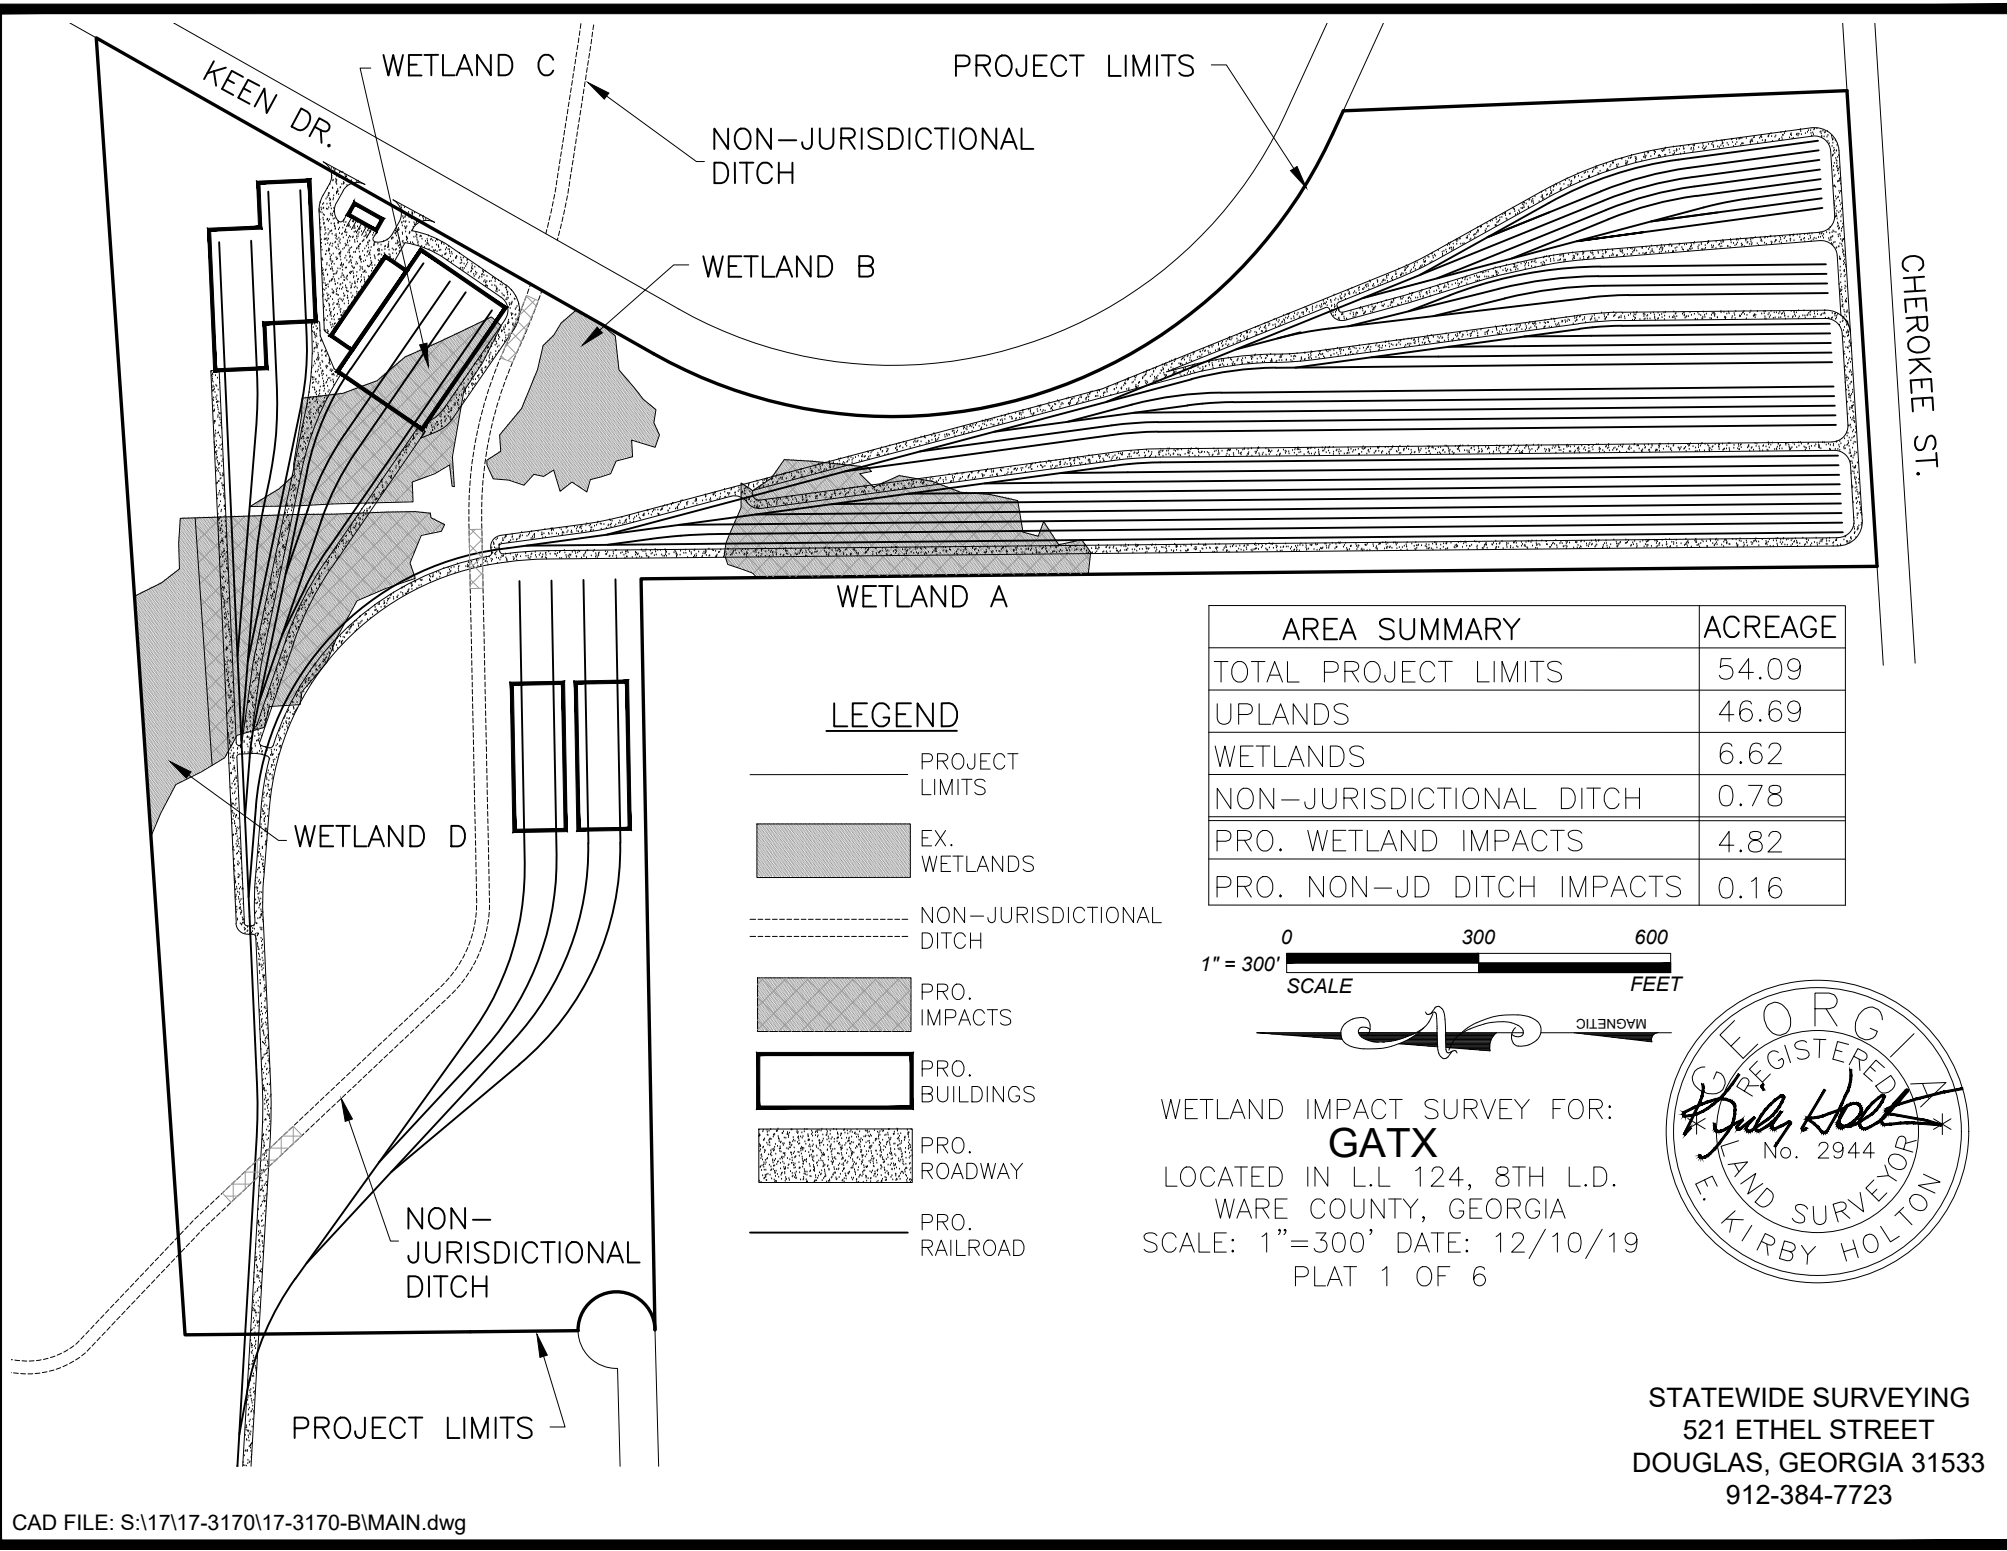 WETLAND C
PROJECT LIMITS
KEEN DR.
NON-JURISDICTIONAL
DITCH
WETLAND B
CHEROKEE ST.
WETLAND A
AREA SUMMARY ACREAGE
TOTAL PROJECT LIMITS 54.09
UPLANDS 46.69
WETLANDS 6.62
NON-JURISDICTIONAL DITCH 0.78
PRO. WETLAND IMPACTS 4.82
PRO. NON-JD DITCH IMPACTS 0.16
WETLAND D
LEGEND
PROJECT
LIMITS
EX.
WETLANDS
NON-JURISDICTIONAL
DITCH
PRO.
IMPACTS
PRO.
BUILDINGS
PRO.
ROADWAY
PRO.
RAILROAD
0 300 600
1" = 300'
SCALE FEET
N
MAGNETIC
WETLAND IMPACT SURVEY FOR:
GATX
LOCATED IN L.L 124, 8TH L.D.
WARE COUNTY, GEORGIA
SCALE: 1"=300' DATE: 12/10/19
PLAT 1 OF 6
GEORGIA
REGISTERED
Kirby Holton
No. 2944
LAND SURVEYOR
* E. KIRBY HOLTON *
NON-
JURISDICTIONAL
DITCH
PROJECT LIMITS
STATEWIDE SURVEYING
521 ETHEL STREET
DOUGLAS, GEORGIA 31533
912-384-7723
CAD FILE: S:\17\17-3170\17-3170-B\MAIN.dwg